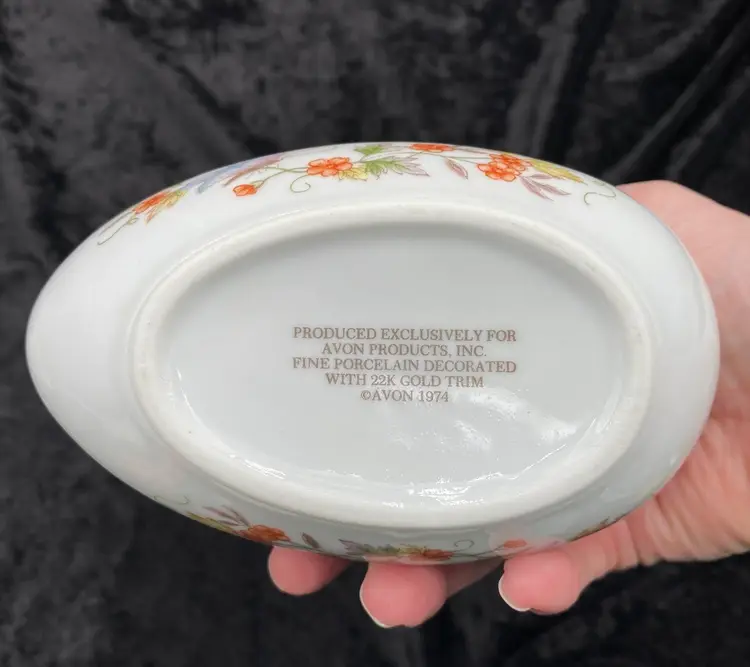 PRODUCED EXCLUSIVELY FOR
AVON PRODUCTS, INC.
FINE PORCELAIN DECORATED
WITH 22K GOLD TRIM
©AVON 1974